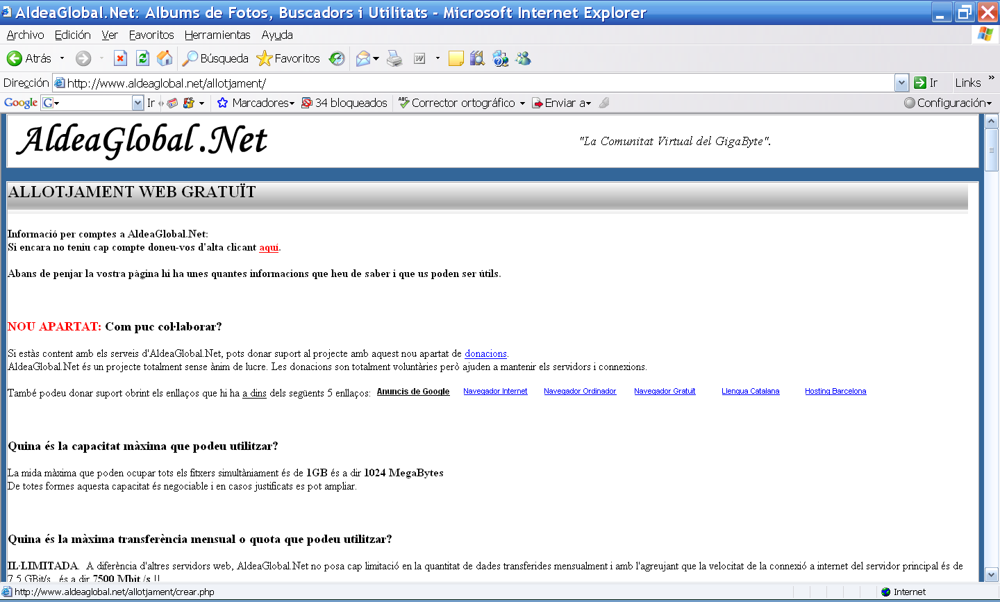 AldeaGlobal.Net: Albums de Fotos, Buscadors i Utilitats - Microsoft Internet Explorer
Archivo Edición Ver Favoritos Herramientas Ayuda
Atrás Búsqueda Favoritos
Dirección http://www.aldeaglobal.net/allotjament/ Ir Links »
Google G Ir Marcadores 34 bloqueados ABC Corrector ortográfico Enviar a Configuración
AldeaGlobal.Net "La Comunitat Virtual del GigaByte".
ALLOTJAMENT WEB GRATUÏT
Informació per comptes a AldeaGlobal.Net:
Si encara no teniu cap compte doneu-vos d'alta clicant aquí.
Abans de penjar la vostra pàgina hi ha unes quantes informacions que heu de saber i que us poden ser útils.
NOU APARTAT: Com puc col·laborar?
Si estàs content amb els serveis d'AldeaGlobal.Net, pots donar suport al projecte amb aquest nou apartat de donacions.
AldeaGlobal.Net és un projecte totalment sense ànim de lucre. Les donacions son totalment voluntàries però ajuden a mantenir els servidors i connexions.
També podeu donar suport obrint els enllaços que hi ha a dins dels següents 5 enllaços: Anuncis de Google Navegador Internet Navegador Ordinador Navegador Gratuït Llengua Catalana Hosting Barcelona
Quina és la capacitat màxima que podeu utilitzar?
La mida màxima que poden ocupar tots els fitxers simultàniament és de 1GB és a dir 1024 MegaBytes
De totes formes aquesta capacitat és negociable i en casos justificats es pot ampliar.
Quina és la màxima transferència mensual o quota que podeu utilitzar?
IL·LIMITADA. A diferència d'altres servidors web, AldeaGlobal.Net no posa cap limitació en la quantitat de dades transferides mensualment i amb l'agreujant que la velocitat de la connexió a internet del servidor principal és de
7,5 GBit/s , és a dir 7500 Mbit /s !!
http://www.aldeaglobal.net/allotjament/crear.php Internet